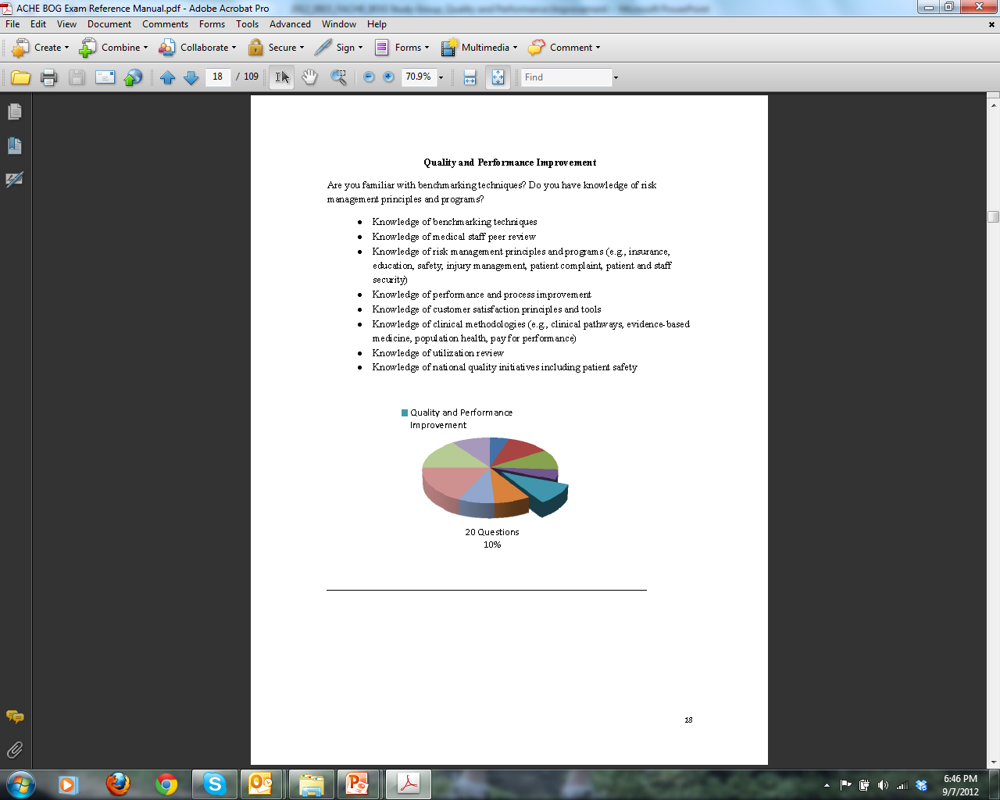 ACHE BOG Exam Reference Manual.pdf - Adobe Acrobat Pro
File Edit View Document Comments Forms Tools Advanced Window Help
Create Combine Collaborate Secure Sign Forms Multimedia Comment
18 / 109 70.9% Find
Quality and Performance Improvement
Are you familiar with benchmarking techniques? Do you have knowledge of risk
management principles and programs?
● Knowledge of benchmarking techniques
● Knowledge of medical staff peer review
● Knowledge of risk management principles and programs (e.g., insurance,
education, safety, injury management, patient complaint, patient and staff
security)
● Knowledge of performance and process improvement
● Knowledge of customer satisfaction principles and tools
● Knowledge of clinical methodologies (e.g., clinical pathways, evidence-based
medicine, population health, pay for performance)
● Knowledge of utilization review
● Knowledge of national quality initiatives including patient safety
Quality and Performance
Improvement
20 Questions
10%
18
6:46 PM
9/7/2012